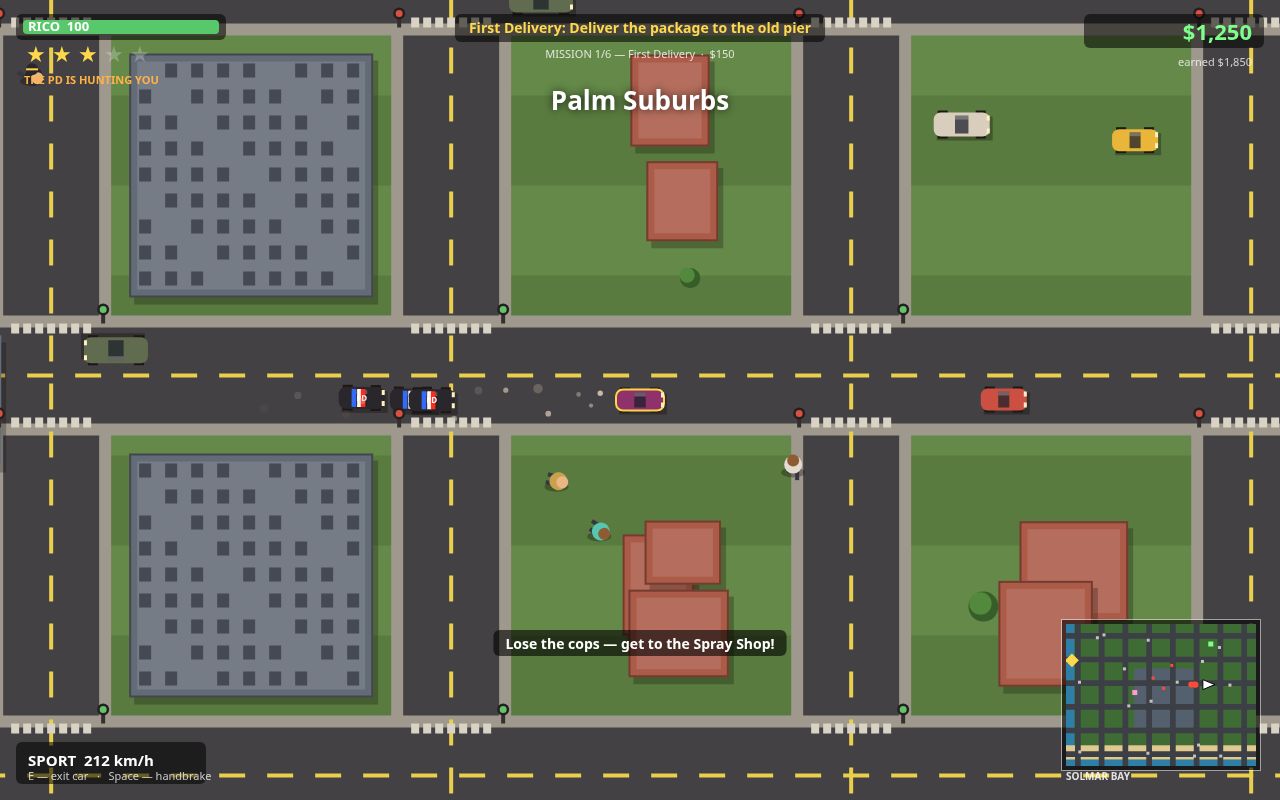 RICO 100
THE PD IS HUNTING YOU
First Delivery: Deliver the package to the old pier
MISSION 1/6 — First Delivery · $150
Palm Suburbs
$1,250
earned $1,850
Lose the cops — get to the Spray Shop!
SPORT 212 km/h
E — exit car · Space — handbrake
SOLMAR BAY